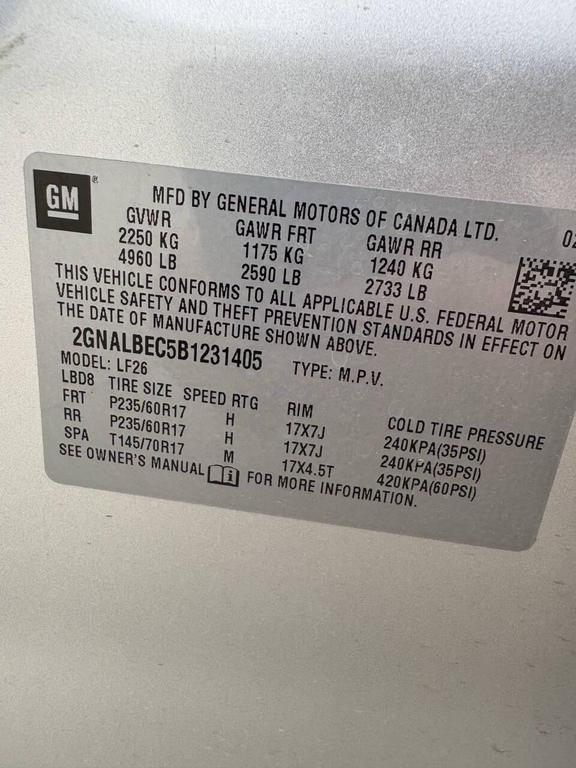 GM®
MFD BY GENERAL MOTORS OF CANADA LTD. 02
GVWR GAWR FRT GAWR RR
2250 KG 1175 KG 1240 KG
4960 LB 2590 LB 2733 LB
THIS VEHICLE CONFORMS TO ALL APPLICABLE U.S. FEDERAL MOTOR
VEHICLE SAFETY AND THEFT PREVENTION STANDARDS IN EFFECT ON
THE DATE OF MANUFACTURE SHOWN ABOVE.
2GNALBEC5B1231405 TYPE: M.P.V.
MODEL: LF26
LBD8 TIRE SIZE SPEED RTG RIM COLD TIRE PRESSURE
FRT P235/60R17 H 17X7J 240KPA(35PSI)
RR P235/60R17 H 17X7J 240KPA(35PSI)
SPA T145/70R17 M 17X4.5T 420KPA(60PSI)
SEE OWNER'S MANUAL i FOR MORE INFORMATION.